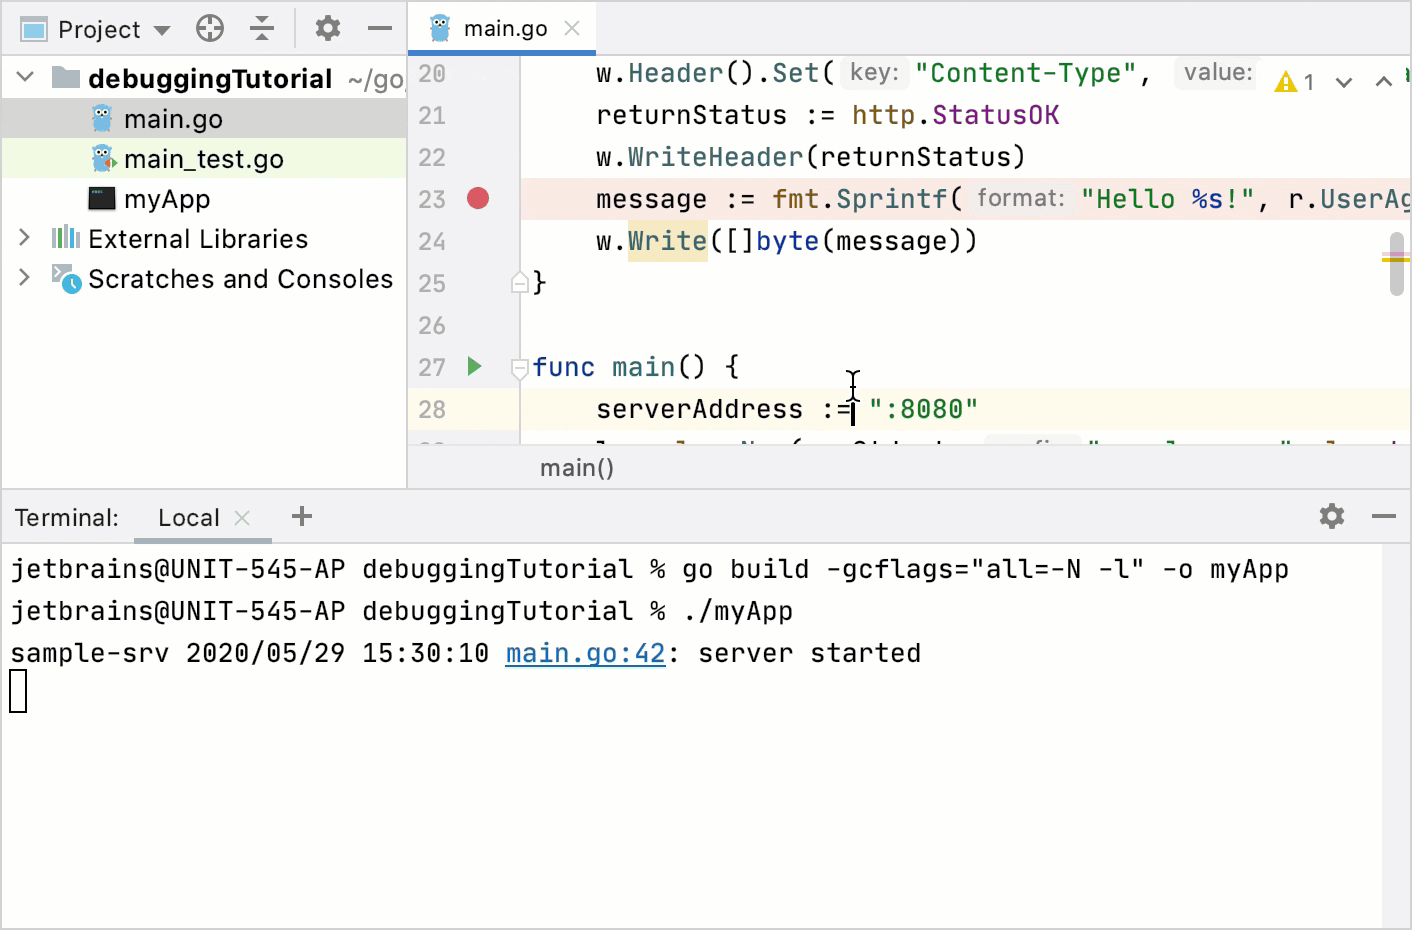 Project
main.go
debuggingTutorial ~/go
main.go
main_test.go
myApp
External Libraries
Scratches and Consoles
20 w.Header().Set( key: "Content-Type", value: 1
21 returnStatus := http.StatusOK
22 w.WriteHeader(returnStatus)
23 message := fmt.Sprintf( format: "Hello %s!", r.UserAg
24 w.Write([]byte(message))
25 }
26
27 func main() {
28 serverAddress := ":8080"
main()
Terminal: Local
jetbrains@UNIT-545-AP debuggingTutorial % go build -gcflags="all=-N -l" -o myApp
jetbrains@UNIT-545-AP debuggingTutorial % ./myApp
sample-srv 2020/05/29 15:30:10 main.go:42: server started